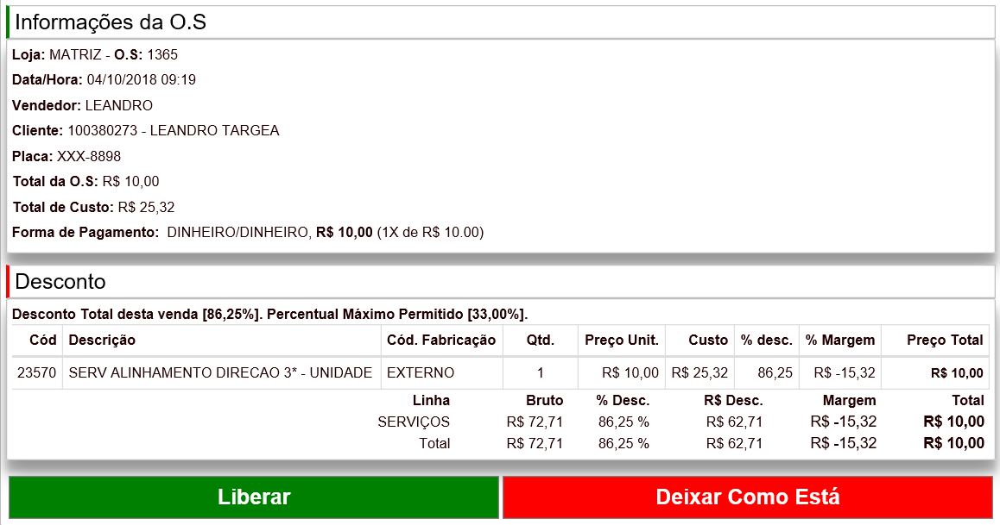 Informações da O.S
Loja: MATRIZ - O.S: 1365
Data/Hora: 04/10/2018 09:19
Vendedor: LEANDRO
Cliente: 100380273 - LEANDRO TARGEA
Placa: XXX-8898
Total da O.S: R$ 10,00
Total de Custo: R$ 25,32
Forma de Pagamento: DINHEIRO/DINHEIRO, R$ 10,00 (1X de R$ 10.00)
Desconto
Desconto Total desta venda [86,25%]. Percentual Máximo Permitido [33,00%].
Cód Descrição Cód. Fabricação Qtd. Preço Unit. Custo % desc. % Margem Preço Total
23570 SERV ALINHAMENTO DIRECAO 3* - UNIDADE EXTERNO 1 R$ 10,00 R$ 25,32 86,25 R$ -15,32 R$ 10,00
Linha Bruto % Desc. R$ Desc. Margem Total
SERVIÇOS R$ 72,71 86,25 % R$ 62,71 R$ -15,32 R$ 10,00
Total R$ 72,71 86,25 % R$ 62,71 R$ -15,32 R$ 10,00
Liberar Deixar Como Está